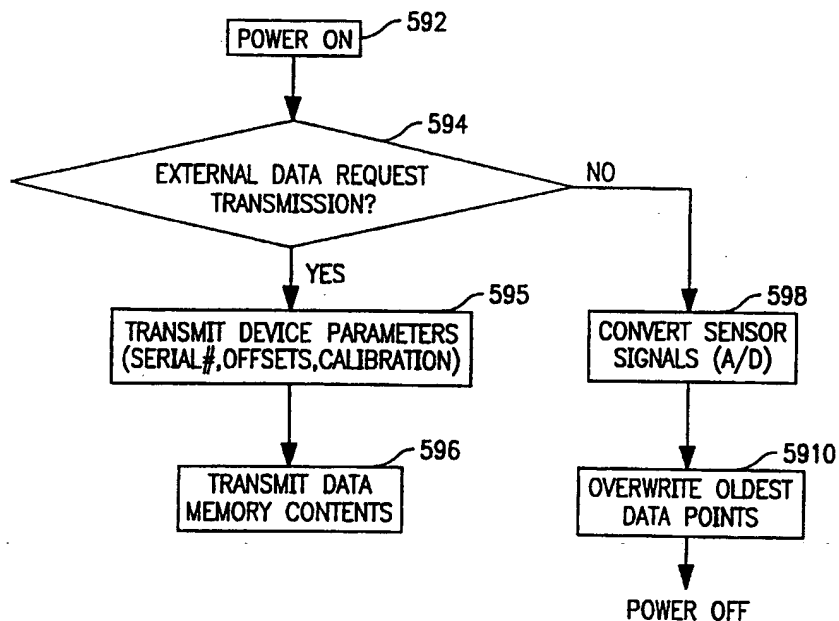 POWER ON
592
594
EXTERNAL DATA REQUEST
TRANSMISSION?
NO
YES
595
TRANSMIT DEVICE PARAMETERS
(SERIAL#,OFFSETS,CALIBRATION)
598
CONVERT SENSOR
SIGNALS (A/D)
596
TRANSMIT DATA
MEMORY CONTENTS
5910
OVERWRITE OLDEST
DATA POINTS
POWER OFF